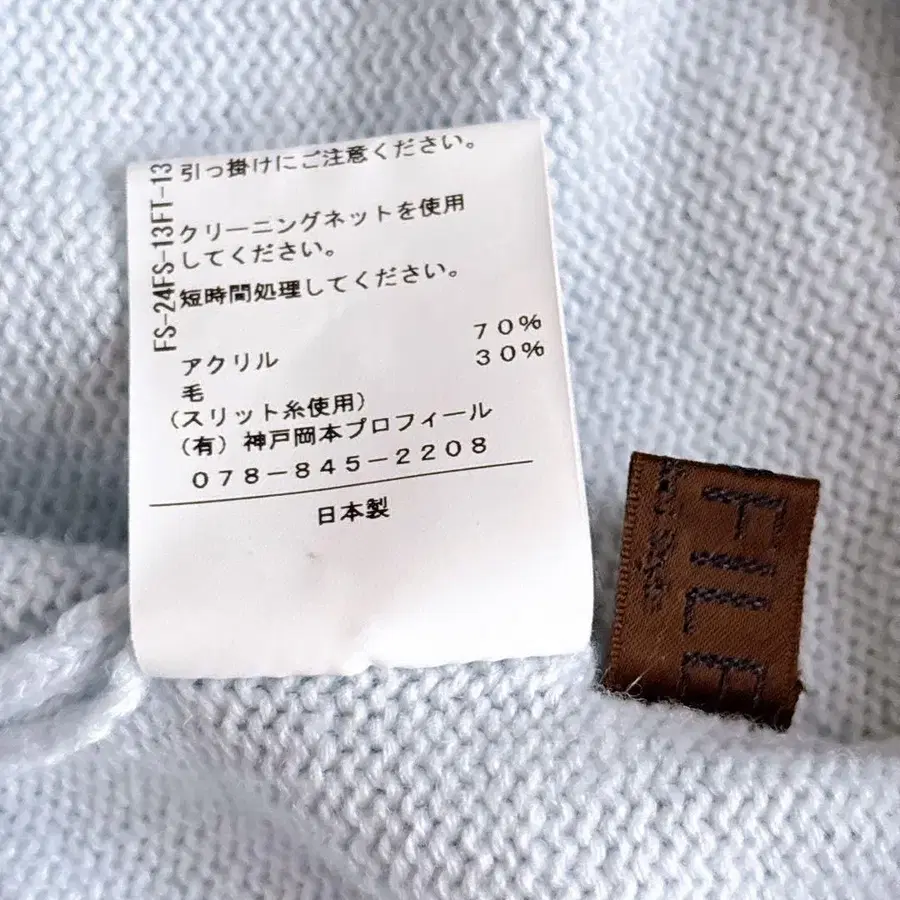 FS-24FS-13FT-13
引っ掛けにご注意ください。
クリーニングネットを使用
してください。
短時間処理してください。
アクリル 70%
毛 30%
(スリット糸使用)
(有)神戸岡本プロフィール
078-845-2208
日本製
FILE